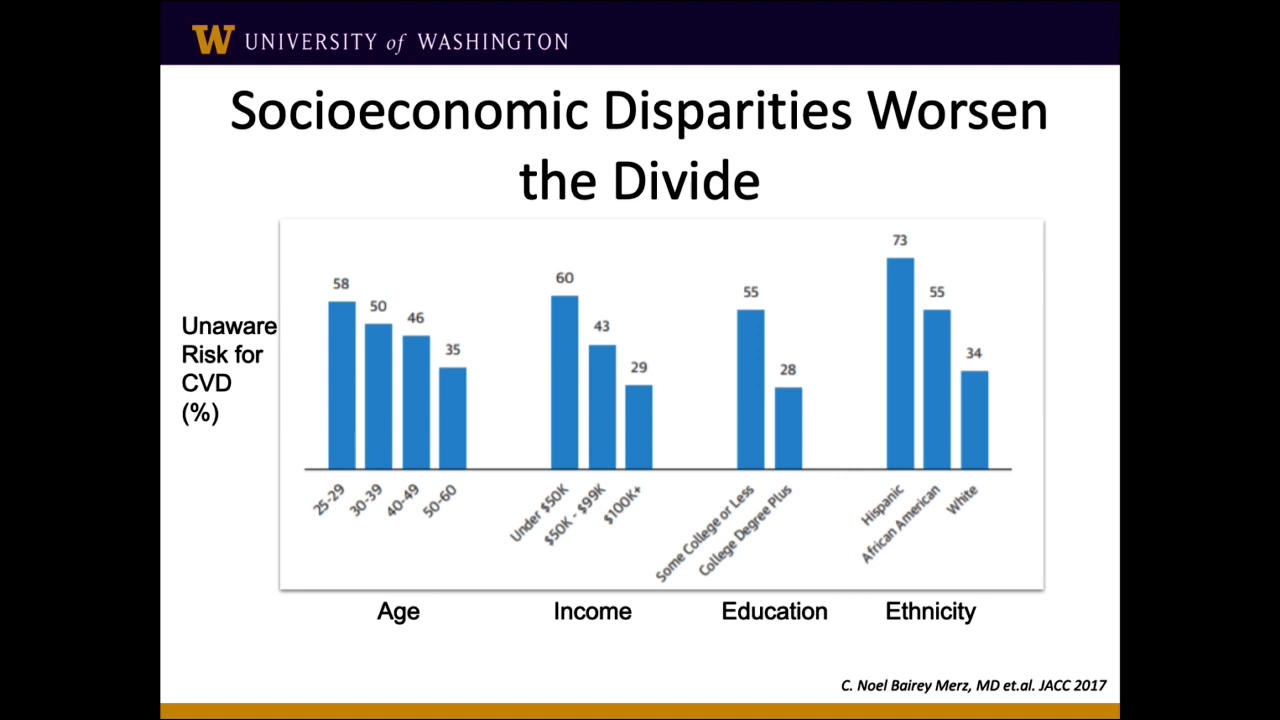 W UNIVERSITY of WASHINGTON
Socioeconomic Disparities Worsen
the Divide
Unaware
Risk for
CVD
(%)
58
50
46
35
60
43
29
55
28
73
55
34
25-29
30-39
40-49
50-60
Under $50K
$50K - $99K
$100K+
Some College or Less
College Degree Plus
Hispanic
African American
White
Age
Income
Education
Ethnicity
C. Noel Bairey Merz, MD et.al. JACC 2017